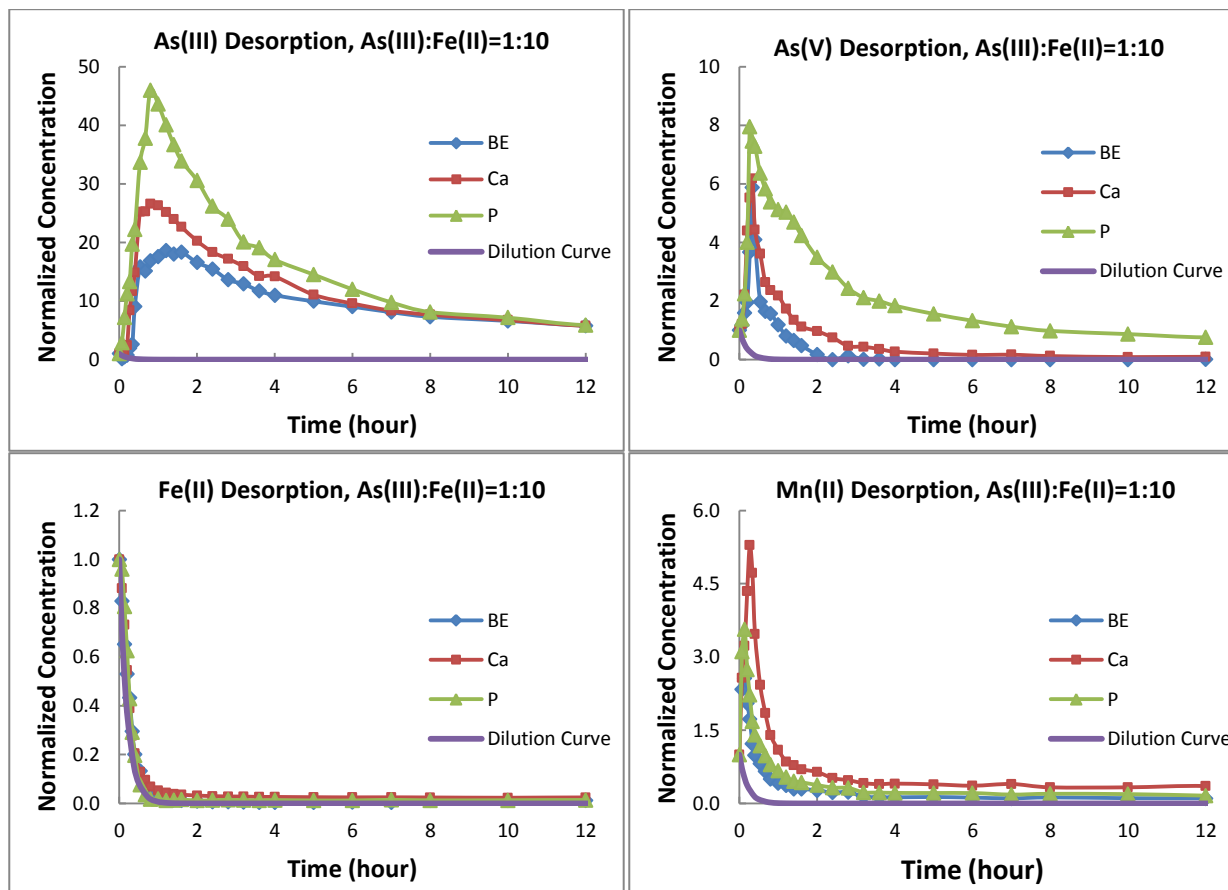 As(III) Desorption, As(III):Fe(II)=1:10
50
40
30
20
10
0
Normalized Concentration
BE
Ca
P
Dilution Curve
0 2 4 6 8 10 12
Time (hour)
As(V) Desorption, As(III):Fe(II)=1:10
10
8
6
4
2
0
Normalized Concentration
BE
Ca
P
Dilution Curve
0 2 4 6 8 10 12
Time (hour)
Fe(II) Desorption, As(III):Fe(II)=1:10
1.2
1.0
0.8
0.6
0.4
0.2
0.0
Normalized Concentration
BE
Ca
P
Dilution Curve
0 2 4 6 8 10 12
Time (hour)
Mn(II) Desorption, As(III):Fe(II)=1:10
6.0
4.5
3.0
1.5
0.0
Normalized Concentration
BE
Ca
P
Dilution Curve
0 2 4 6 8 10 12
Time (hour)